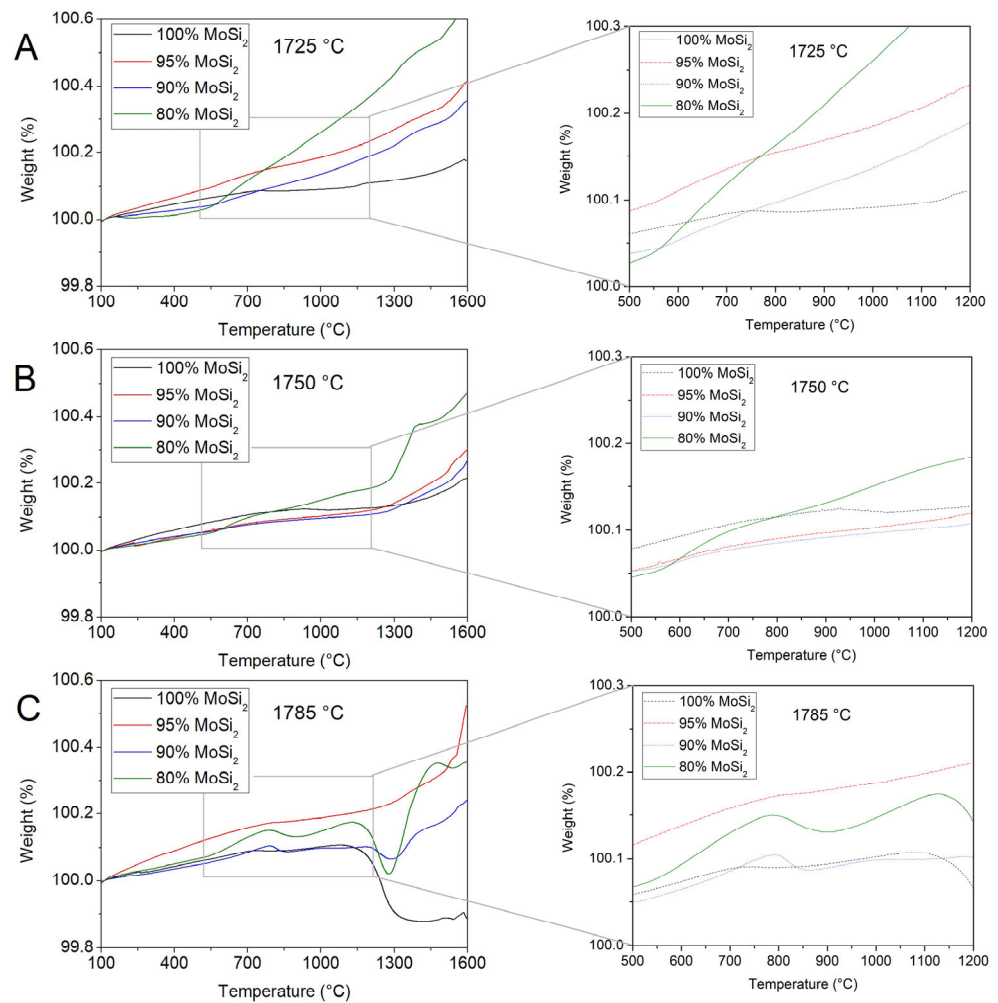 A
1725 °C
100% MoSi2
95% MoSi2
90% MoSi2
80% MoSi2
Weight (%)
100.6
100.4
100.2
100.0
99.8
100 400 700 1000 1300 1600
Temperature (°C)
1725 °C
100% MoSi2
95% MoSi2
90% MoSi2
80% MoSi2
Weight (%)
100.3
100.2
100.1
100.0
500 600 700 800 900 1000 1100 1200
Temperature (°C)
B
1750 °C
100% MoSi2
95% MoSi2
90% MoSi2
80% MoSi2
Weight (%)
100.6
100.4
100.2
100.0
99.8
100 400 700 1000 1300 1600
Temperature (°C)
1750 °C
100% MoSi2
95% MoSi2
90% MoSi2
80% MoSi2
Weight (%)
100.3
100.2
100.1
100.0
500 600 700 800 900 1000 1100 1200
Temperature (°C)
C
1785 °C
100% MoSi2
95% MoSi2
90% MoSi2
80% MoSi2
Weight (%)
100.6
100.4
100.2
100.0
99.8
100 400 700 1000 1300 1600
Temperature (°C)
1785 °C
100% MoSi2
95% MoSi2
90% MoSi2
80% MoSi2
Weight (%)
100.3
100.2
100.1
100.0
500 600 700 800 900 1000 1100 1200
Temperature (°C)